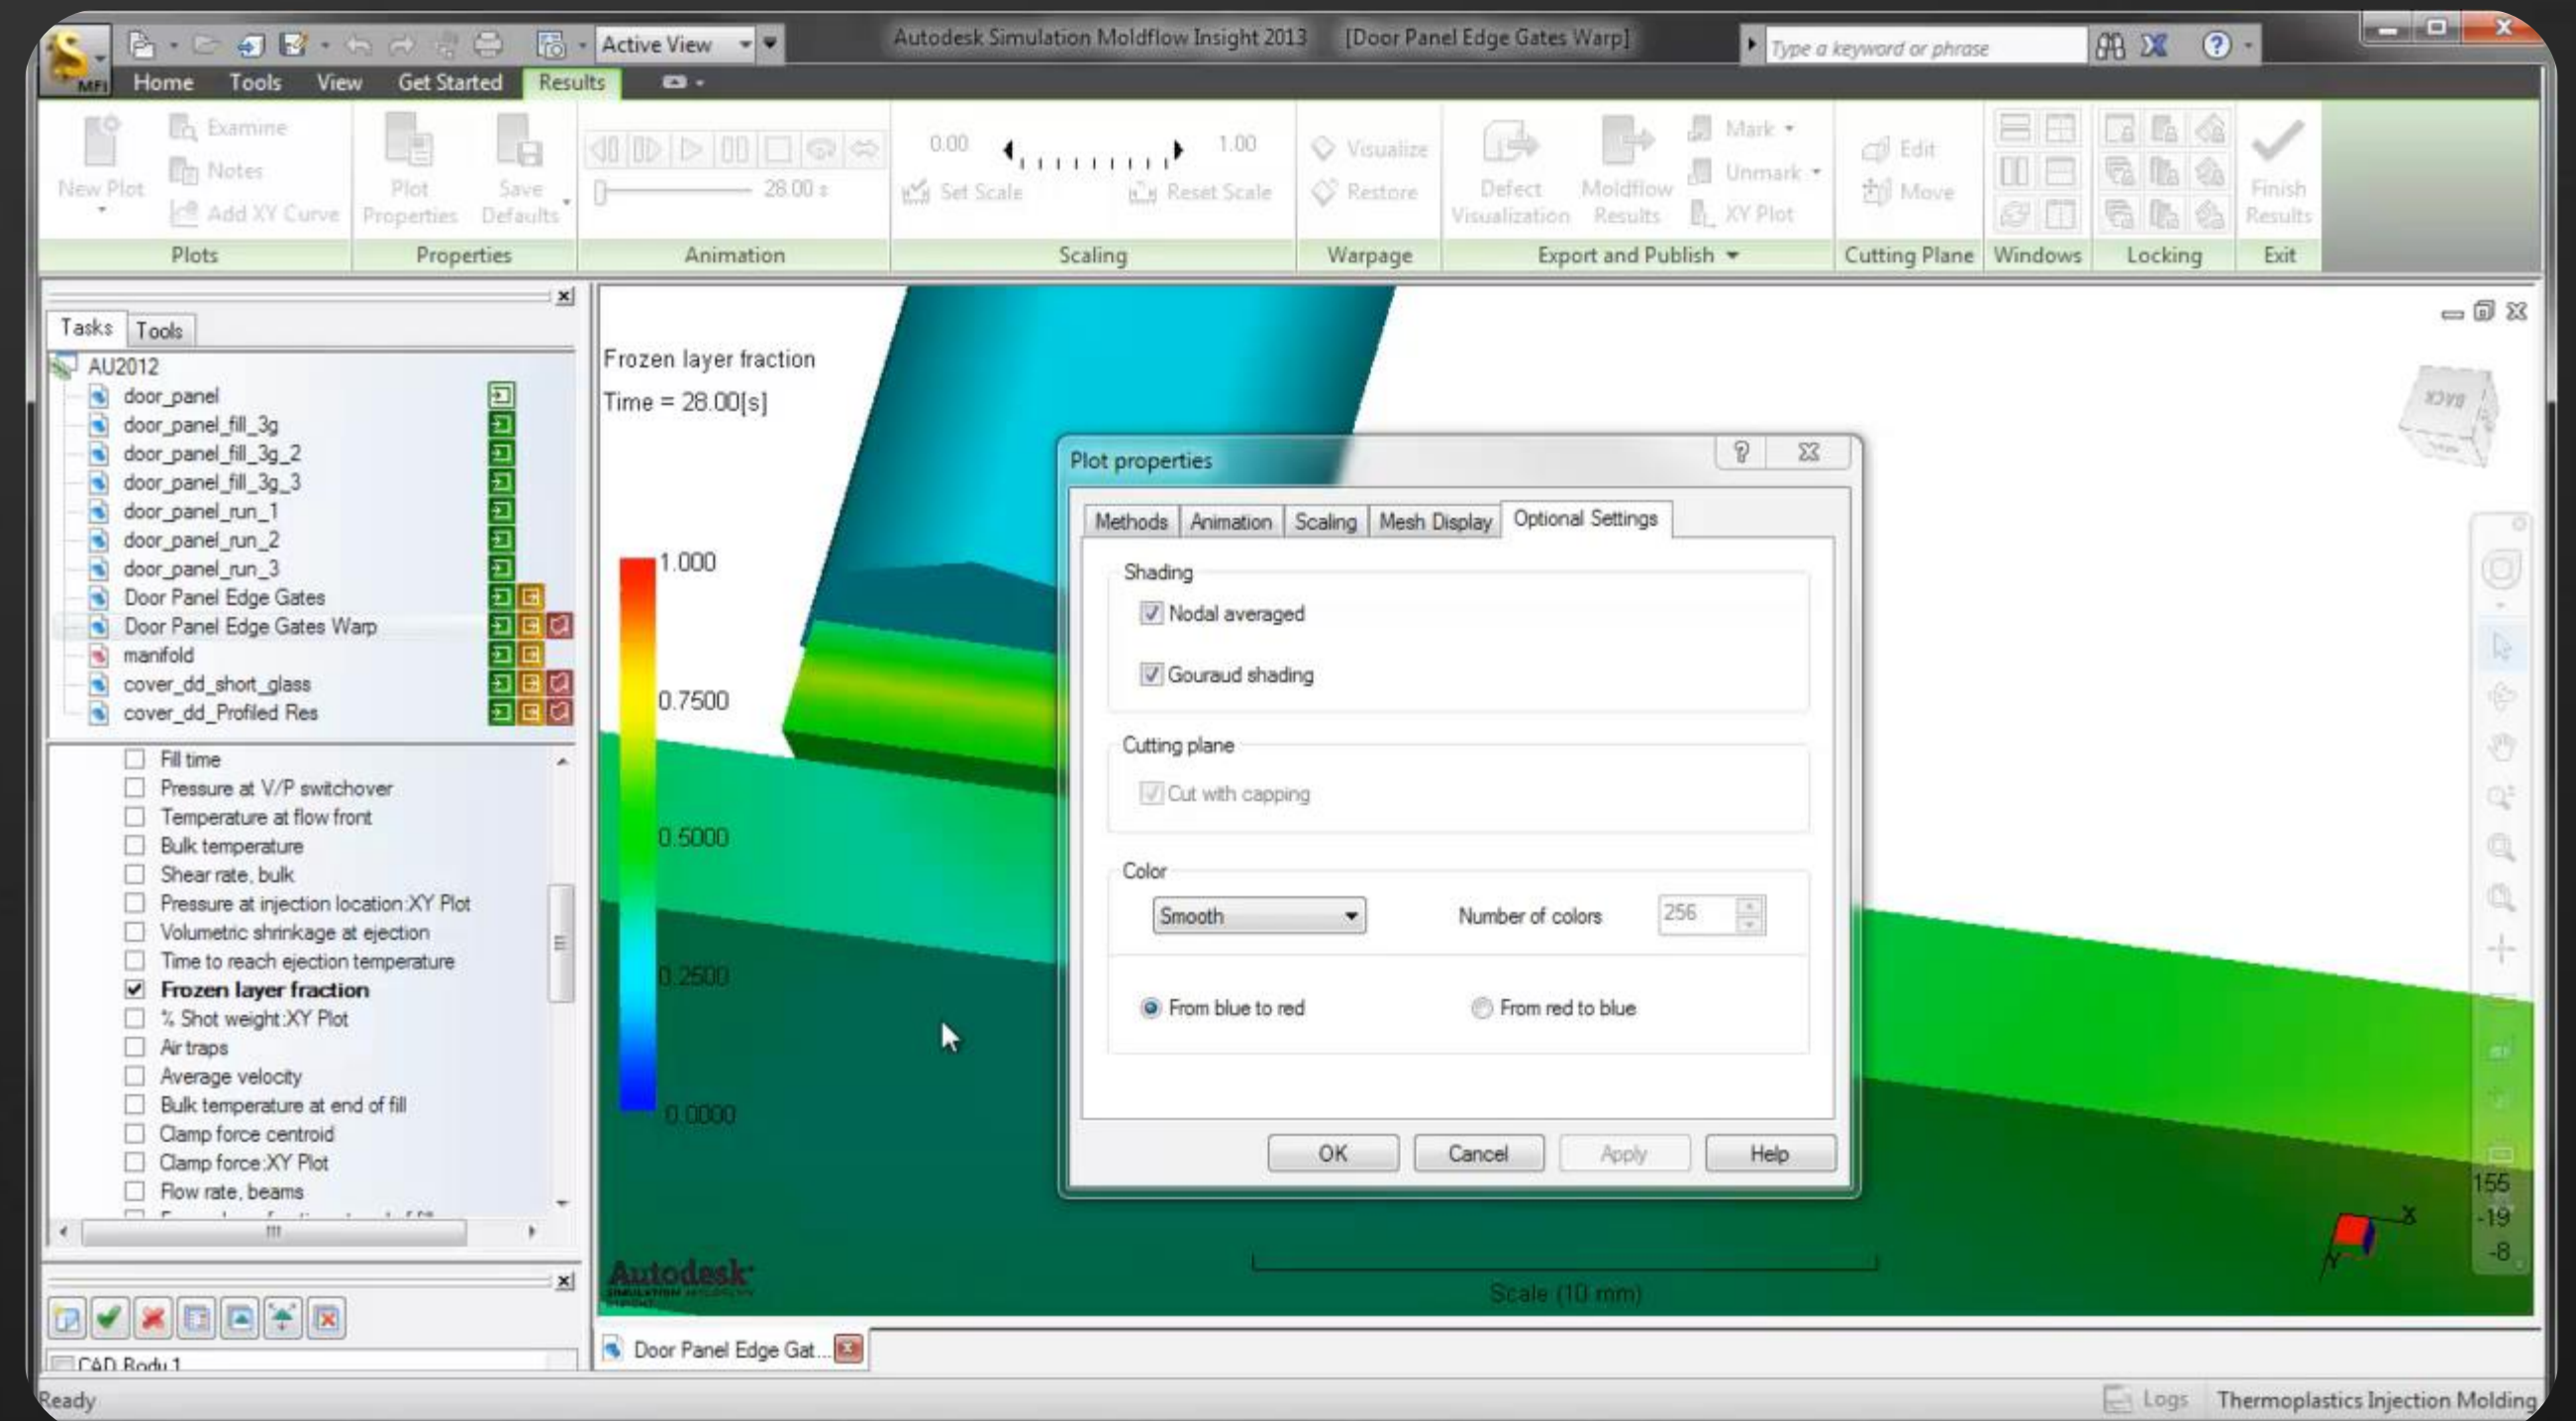 Active View
Autodesk Simulation Moldflow Insight 2013 [Door Panel Edge Gates Warp]
Type a keyword or phrase
MFI
Home Tools View Get Started Results
New Plot
Examine
Notes
Add XY Curve
Plots
Plot Properties
Save Defaults
Properties
28.00 s
Animation
0.00 1.00
Set Scale Reset Scale
Scaling
Visualize
Restore
Warpage
Defect Visualization
Moldflow Results
Mark
Unmark
XY Plot
Export and Publish
Edit
Move
Cutting Plane
Windows
Locking
Finish Results
Exit
Tasks Tools
AU2012
door_panel
door_panel_fill_3g
door_panel_fill_3g_2
door_panel_fill_3g_3
door_panel_run_1
door_panel_run_2
door_panel_run_3
Door Panel Edge Gates
Door Panel Edge Gates Warp
manifold
cover_dd_short_glass
cover_dd_Profiled Res
Fill time
Pressure at V/P switchover
Temperature at flow front
Bulk temperature
Shear rate, bulk
Pressure at injection location:XY Plot
Volumetric shrinkage at ejection
Time to reach ejection temperature
Frozen layer fraction
% Shot weight:XY Plot
Air traps
Average velocity
Bulk temperature at end of fill
Clamp force centroid
Clamp force:XY Plot
Flow rate, beams
CAD Body 1
Frozen layer fraction
Time = 28.00[s]
1.000
0.7500
0.5000
0.2500
0.0000
BACK
Plot properties
Methods Animation Scaling Mesh Display Optional Settings
Shading
Nodal averaged
Gouraud shading
Cutting plane
Cut with capping
Color
Smooth Number of colors 256
From blue to red From red to blue
OK Cancel Apply Help
Autodesk
SIMULATION MOLDFLOW
INSIGHT
Scale (10 mm)
X
Y
155
-19
-8
Door Panel Edge Gat...
Ready
Logs Thermoplastics Injection Molding